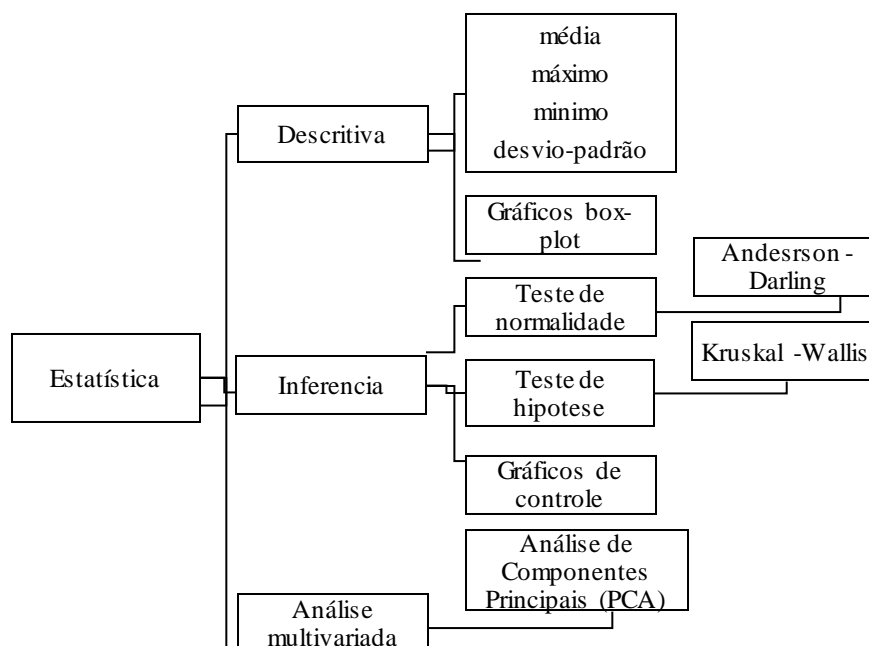 média
máximo
minimo
desvio-padrão
Descritiva
Gráficos box-
plot
Andesrson -
Darling
Teste de
normalidade
Kruskal -Wallis
Estatística
Inferencia
Teste de
hipotese
Gráficos de
controle
Análise de
Componentes
Principais (PCA)
Análise
multivariada